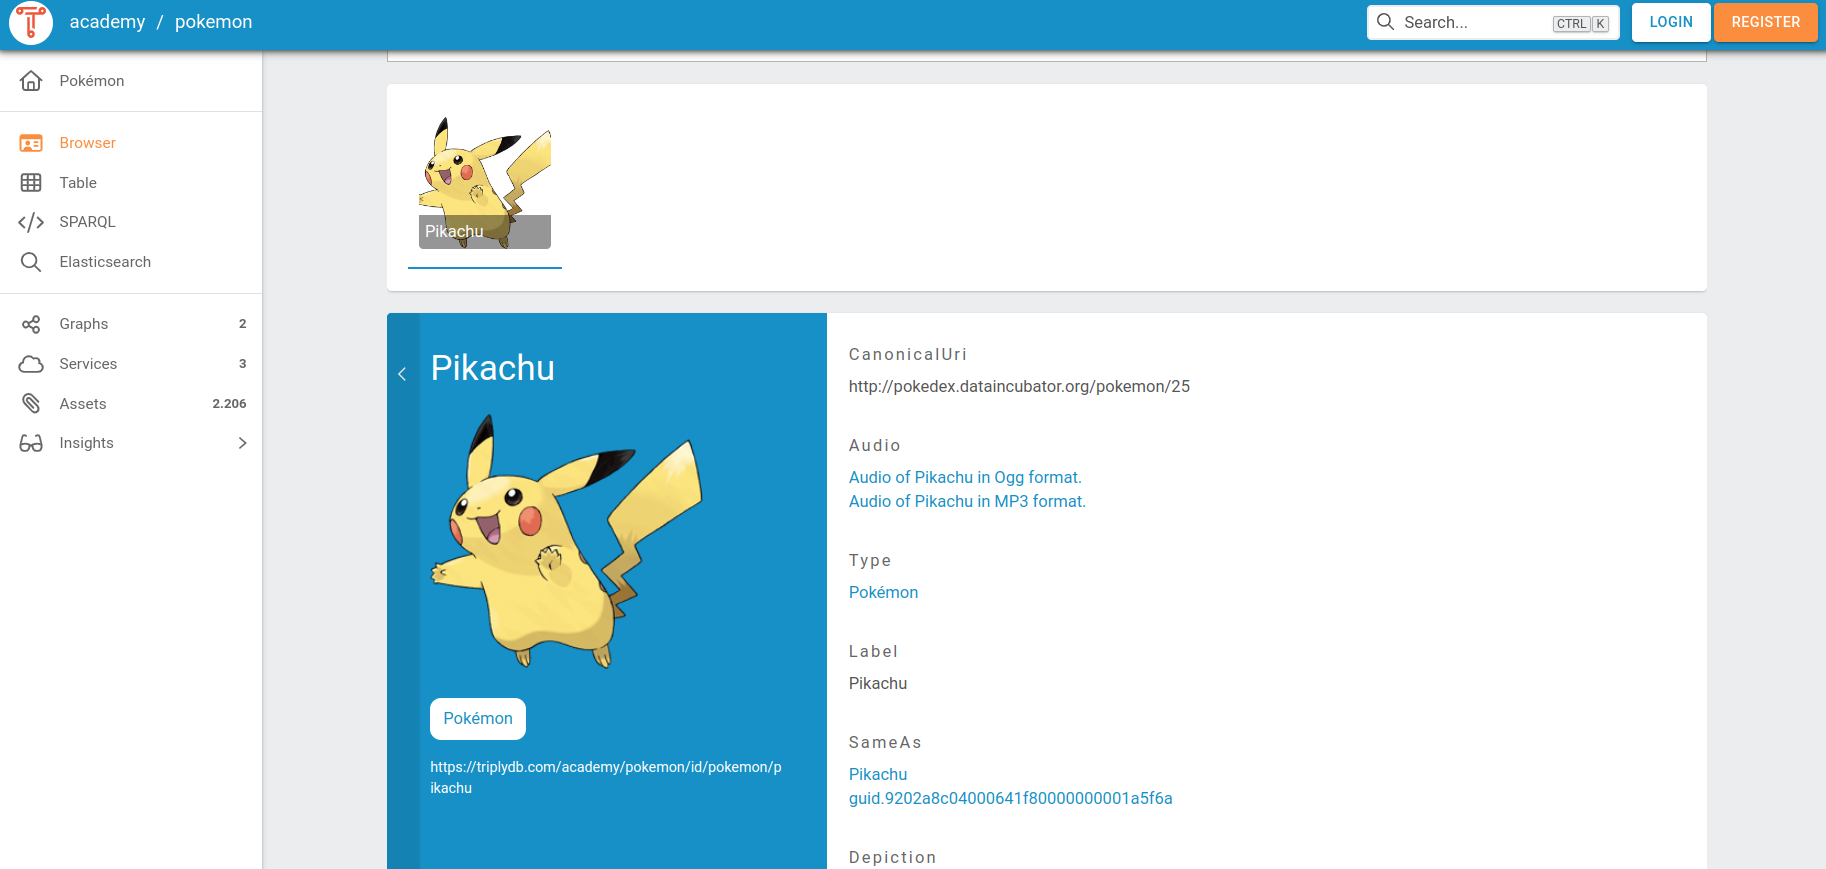 academy / pokemon
Search...
CTRL K
LOGIN
REGISTER
Pokémon
Browser
Table
SPARQL
Elasticsearch
Graphs 2
Services 3
Assets 2.206
Insights
Pikachu
Pikachu
Pokémon
https://triplydb.com/academy/pokemon/id/pokemon/p
ikachu
CanonicalUri
http://pokedex.dataincubator.org/pokemon/25
Audio
Audio of Pikachu in Ogg format.
Audio of Pikachu in MP3 format.
Type
Pokémon
Label
Pikachu
SameAs
Pikachu
guid.9202a8c04000641f80000000001a5f6a
Depiction